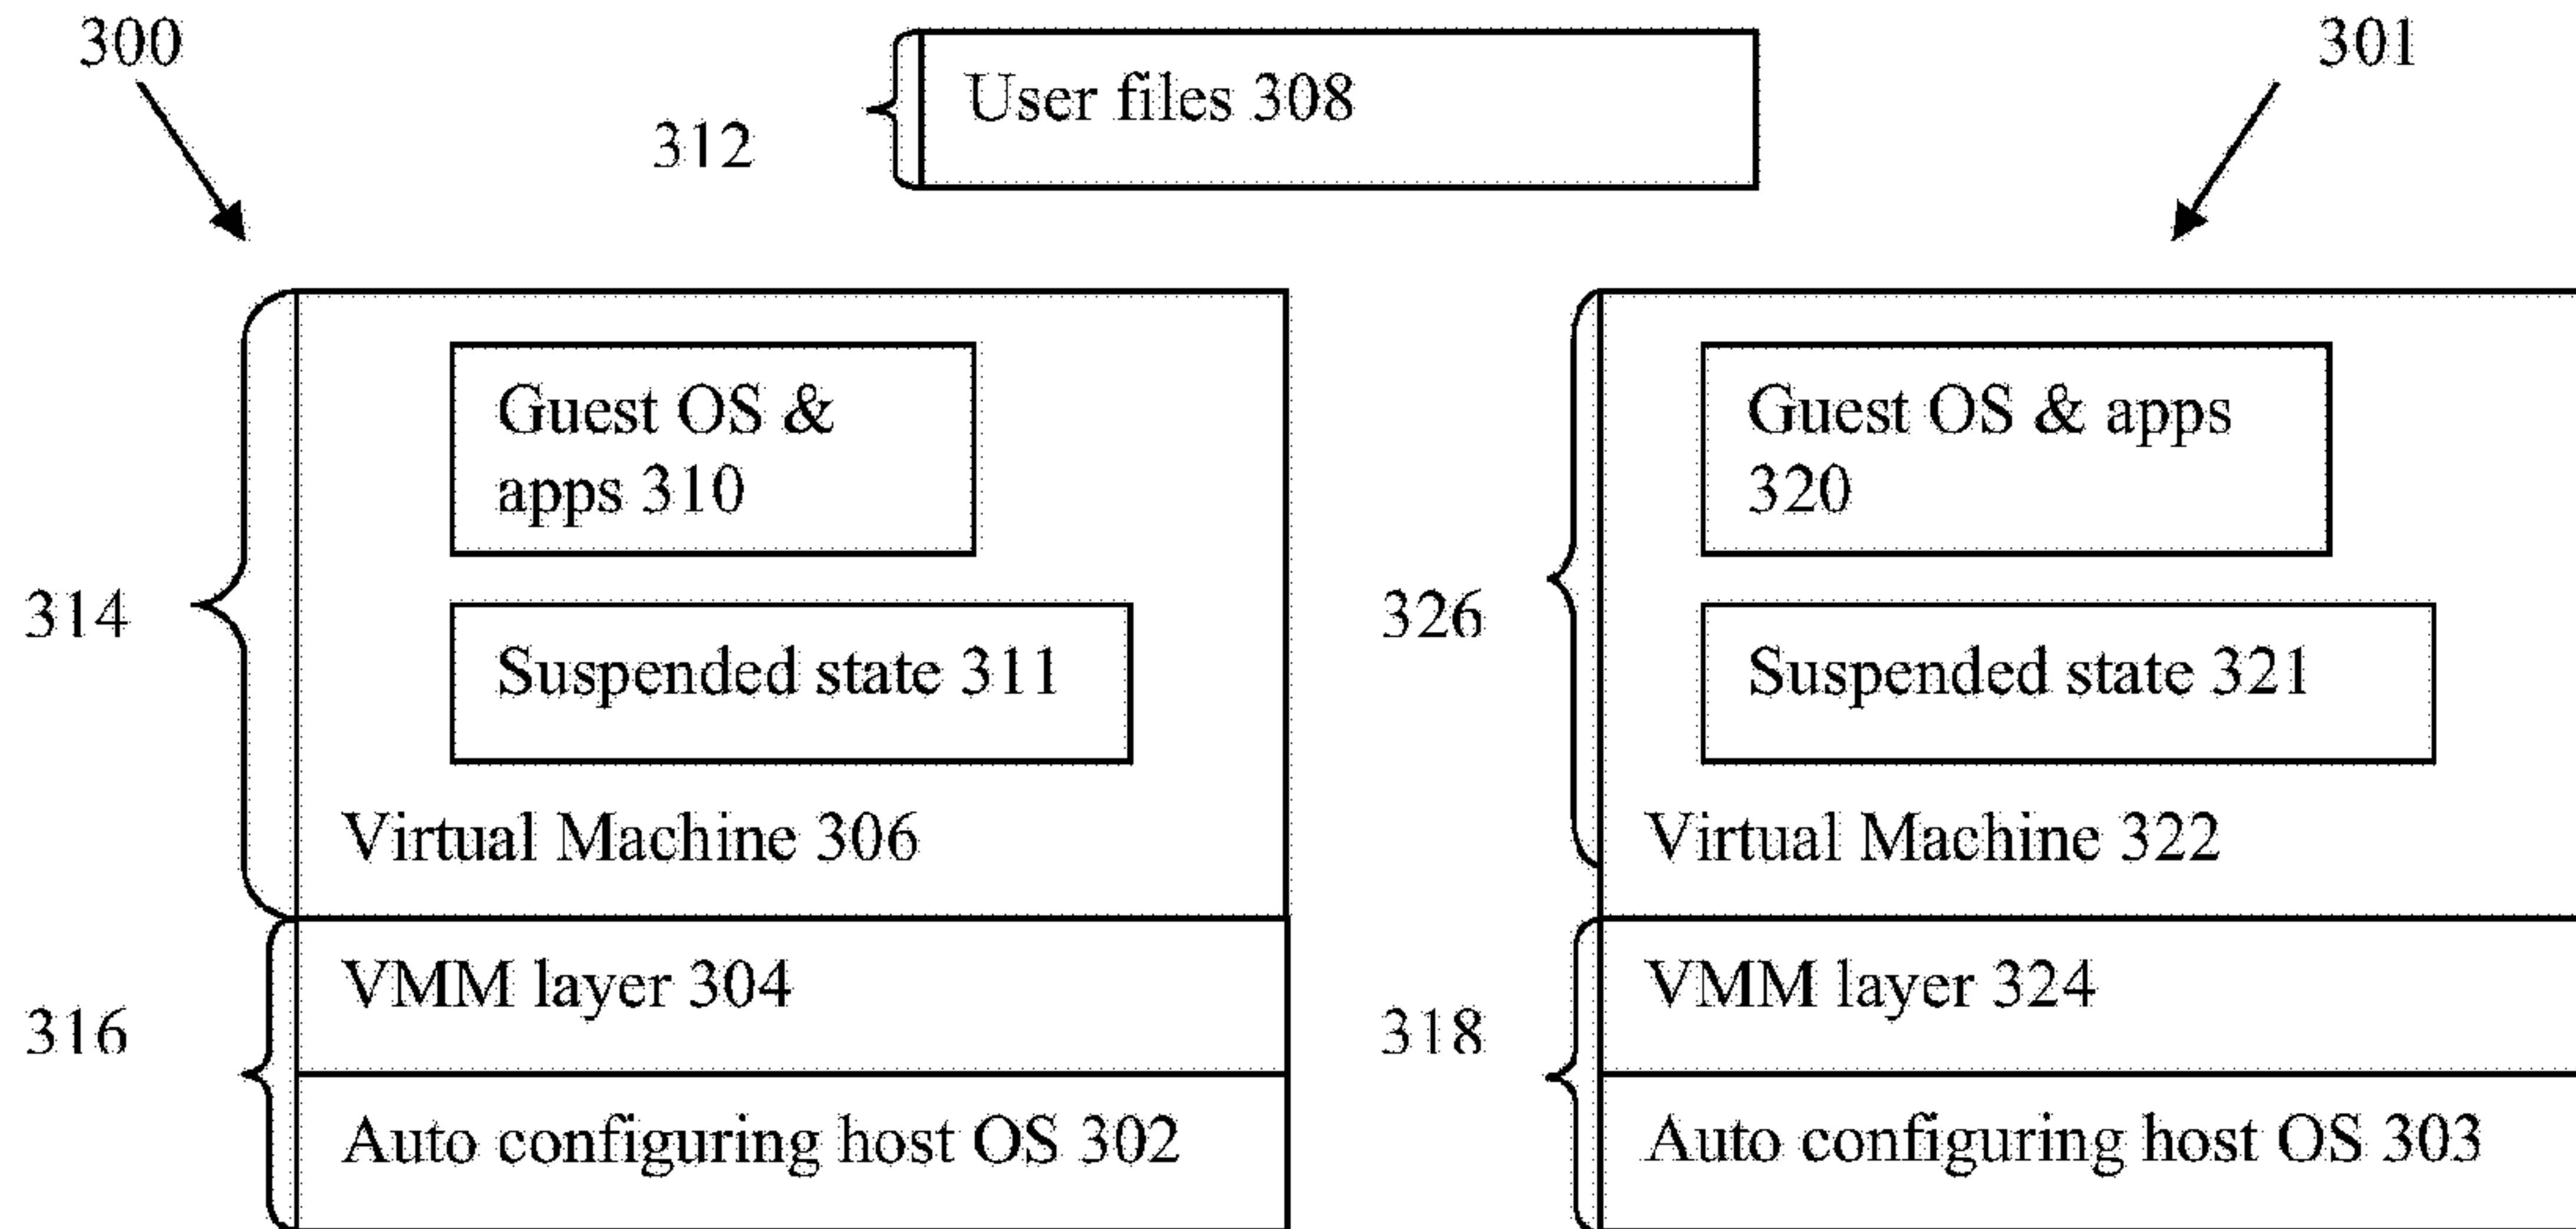 300
301
User files 308
312
Guest OS &
apps 310
Guest OS & apps
320
314
326
Suspended state 311
Suspended state 321
Virtual Machine 306
Virtual Machine 322
VMM layer 304
VMM layer 324
316
318
Auto configuring host OS 302
Auto configuring host OS 303